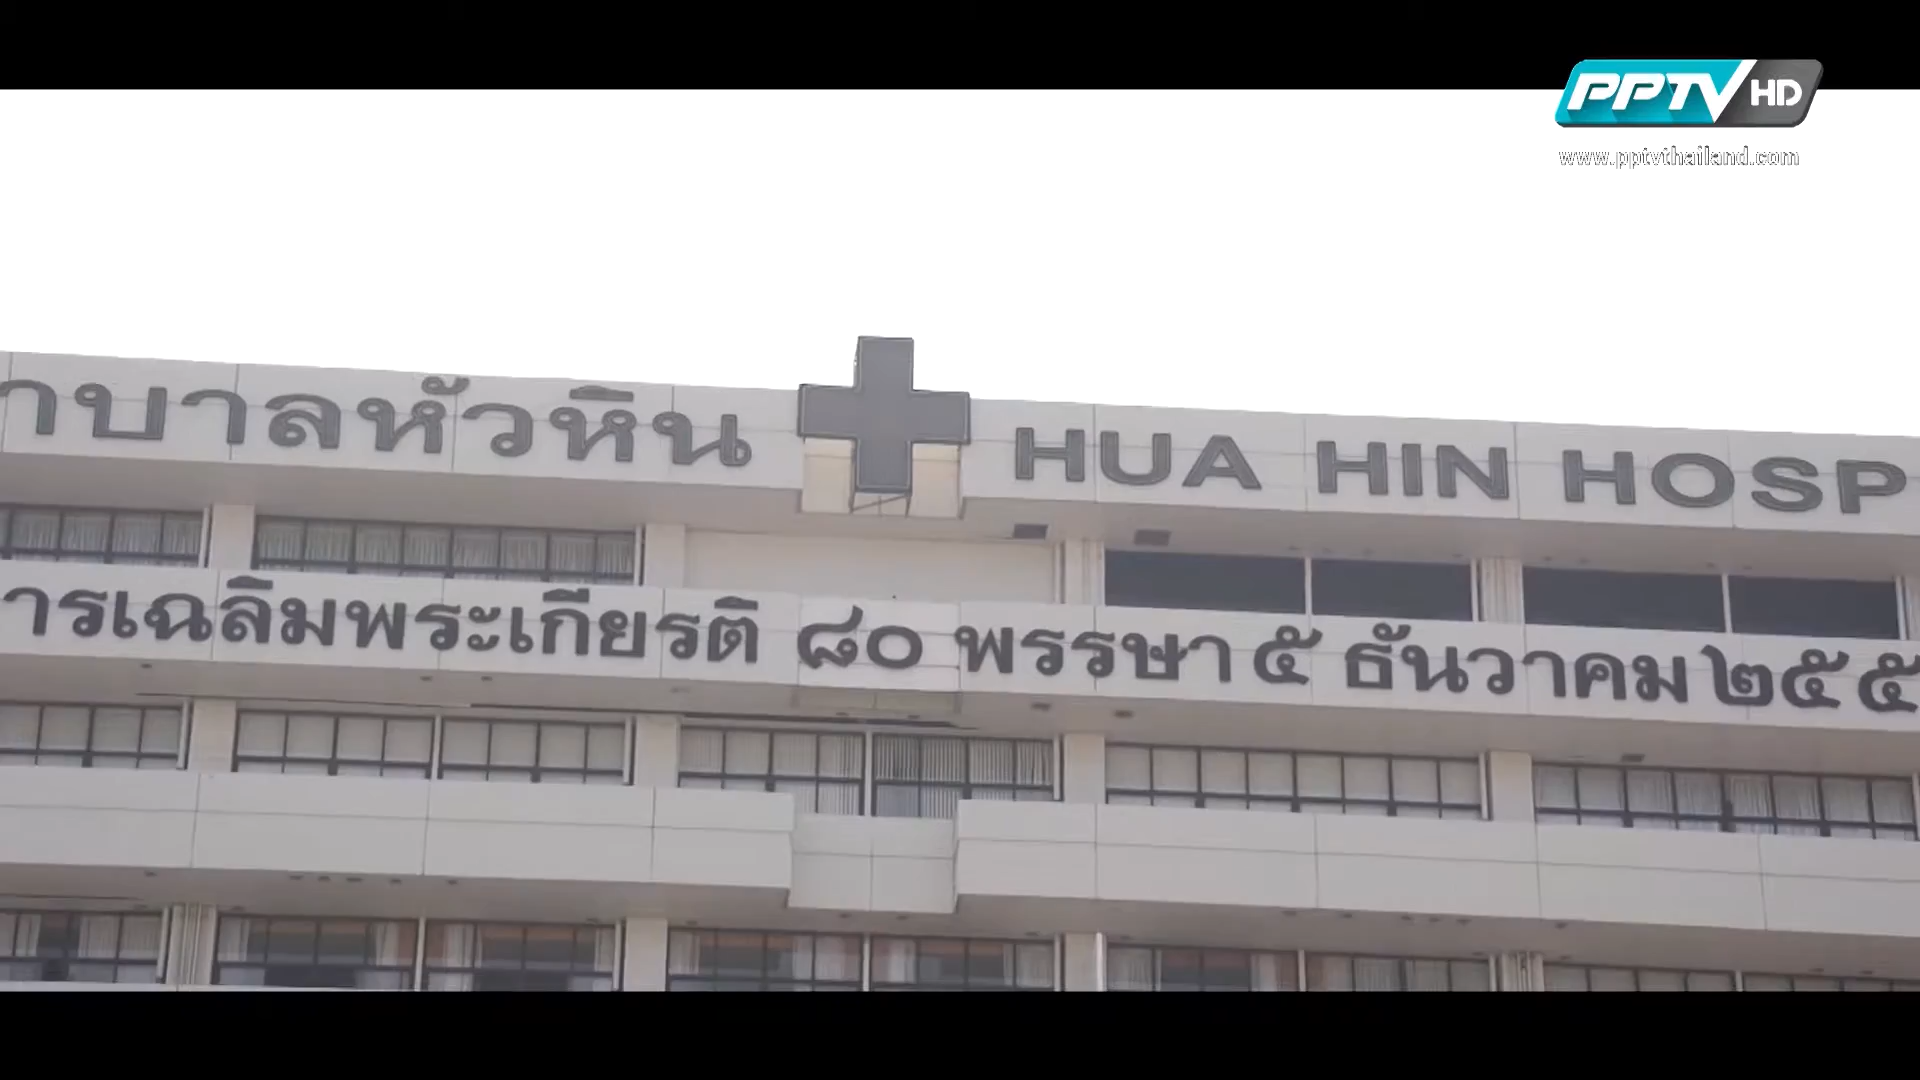 PPTV HD
www.pptvthailand.com
าบาลหัวหิน HUA HIN HOSP
ารเฉลิมพระเกียรติ ๘๐ พรรษา ๕ ธันวาคม ๒๕๕